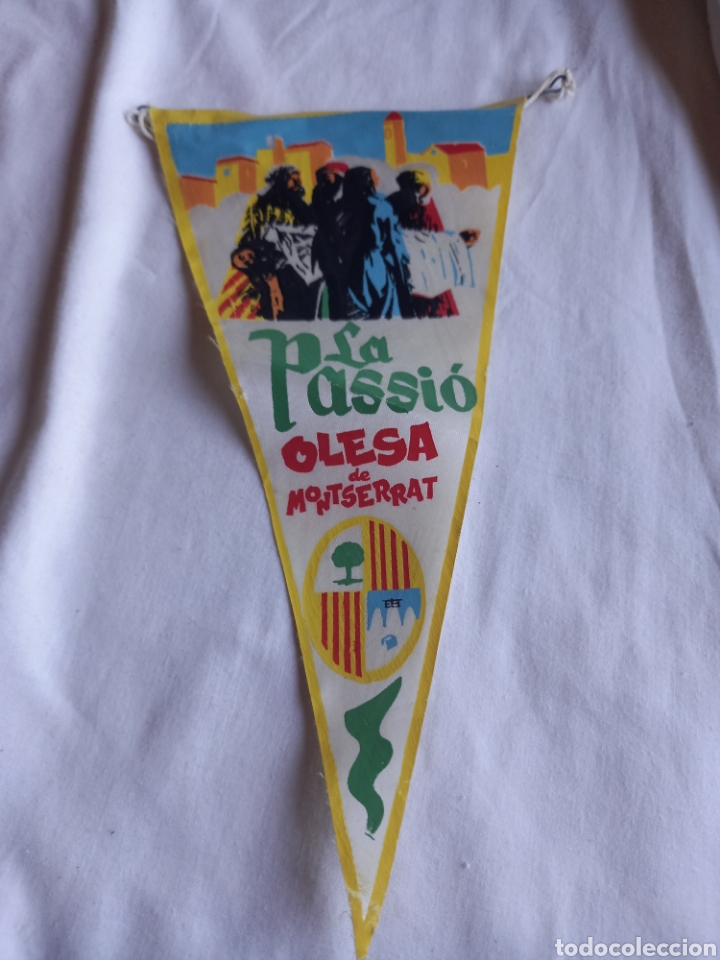 La
Passió
OLESA
de
MONTSERRAT
todocoleccion